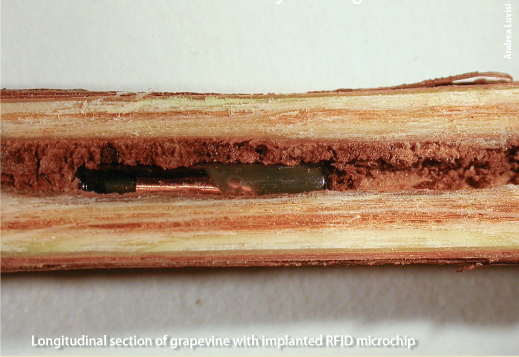 Andrea Luvisi
Longitudinal section of grapevine with implanted RFID microchip